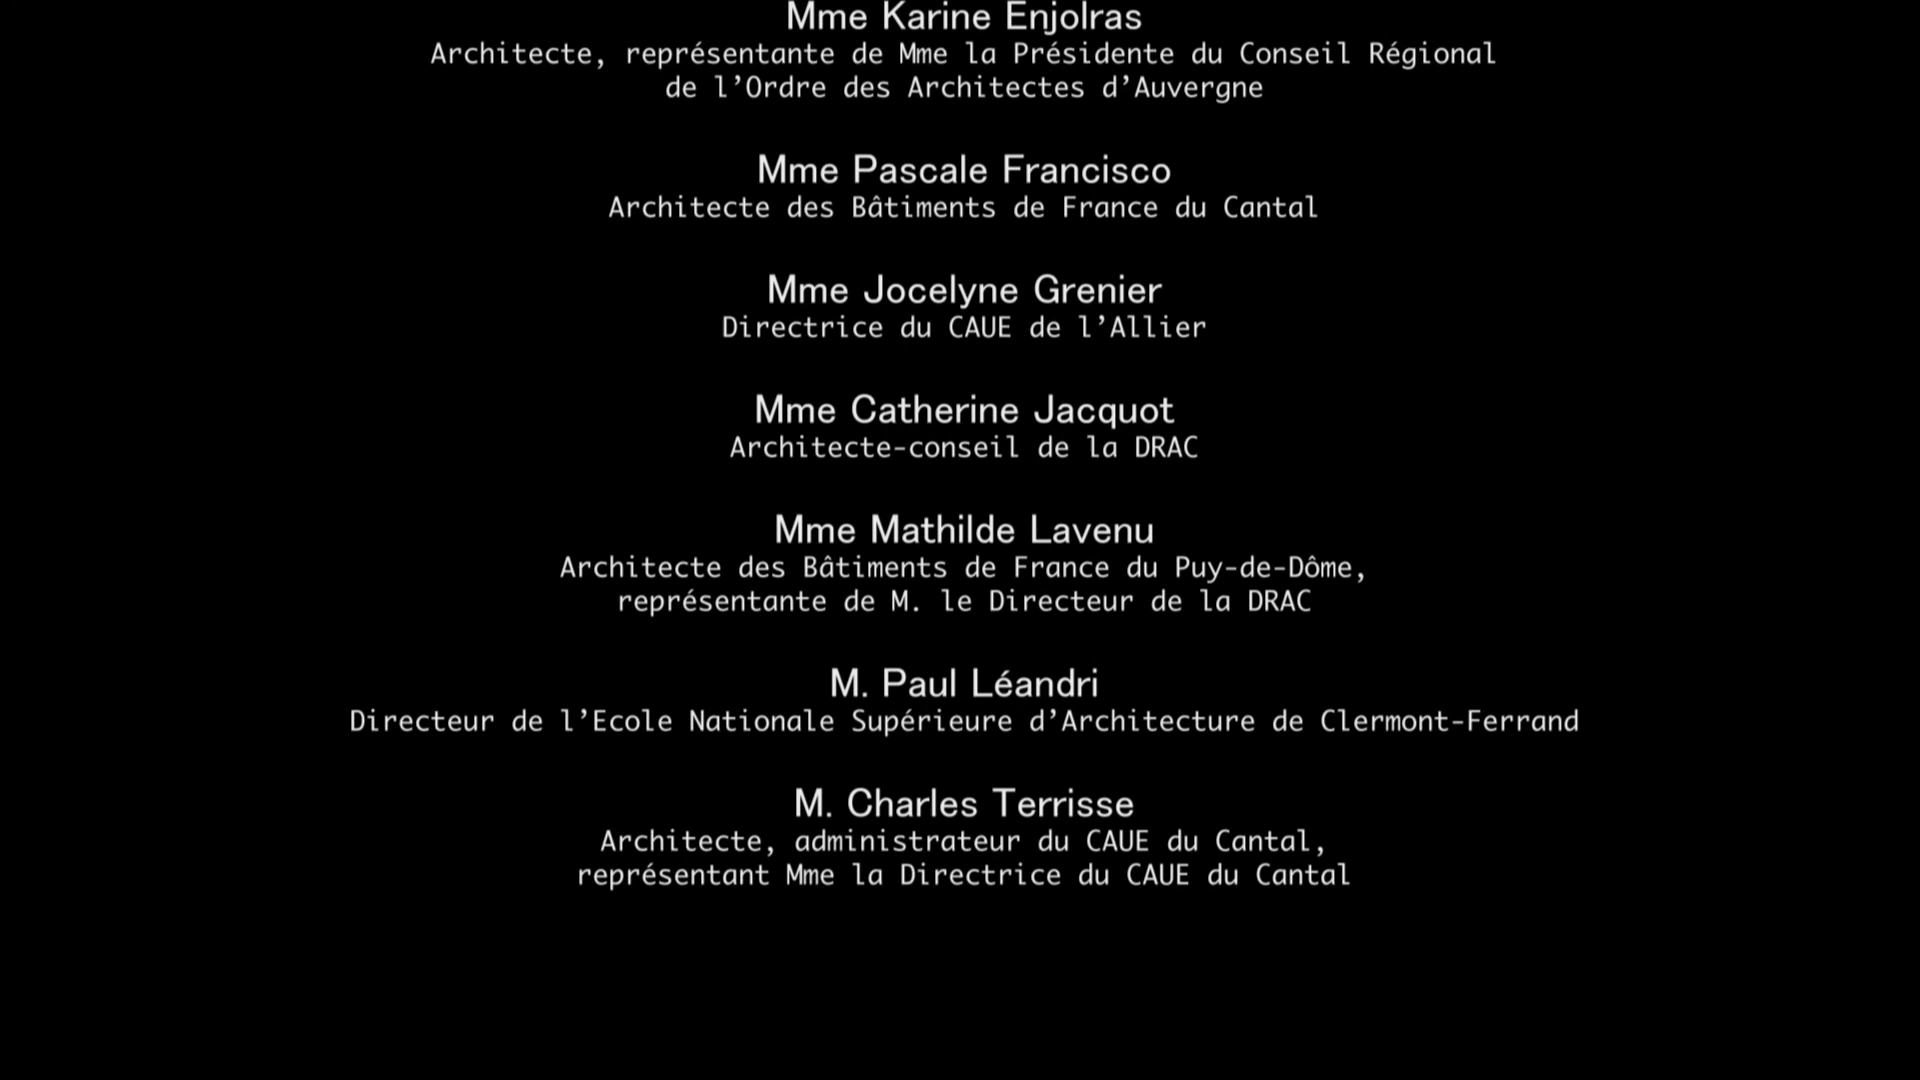 Mme Karine Enjolras
Architecte, représentante de Mme la Présidente du Conseil Régional
de l’Ordre des Architectes d’Auvergne
Mme Pascale Francisco
Architecte des Bâtiments de France du Cantal
Mme Jocelyne Grenier
Directrice du CAUE de l’Allier
Mme Catherine Jacquot
Architecte-conseil de la DRAC
Mme Mathilde Lavenu
Architecte des Bâtiments de France du Puy-de-Dôme,
représentante de M. le Directeur de la DRAC
M. Paul Léandri
Directeur de l’Ecole Nationale Supérieure d’Architecture de Clermont-Ferrand
M. Charles Terrisse
Architecte, administrateur du CAUE du Cantal,
représentant Mme la Directrice du CAUE du Cantal